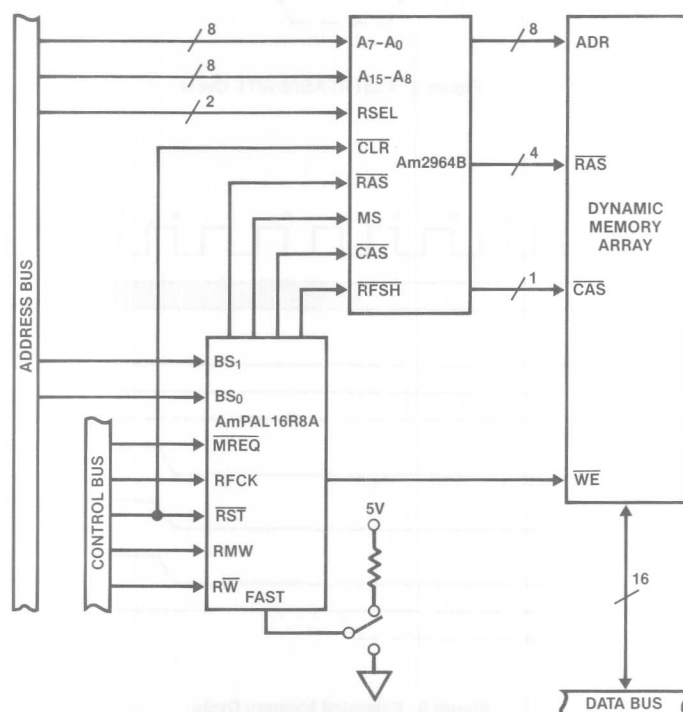 8
A7-A0
8
ADR
8
A15-A8
2
RSEL
CLR
Am2964B
4
RAS
RAS
MS
DYNAMIC
MEMORY
ARRAY
CAS
1
CAS
RFSH
ADDRESS BUS
BS1
BS0
AmPAL16R8A
MREQ
CONTROL BUS
RFCK
RST
RMW
RW
FAST
WE
5V
16
DATA BUS